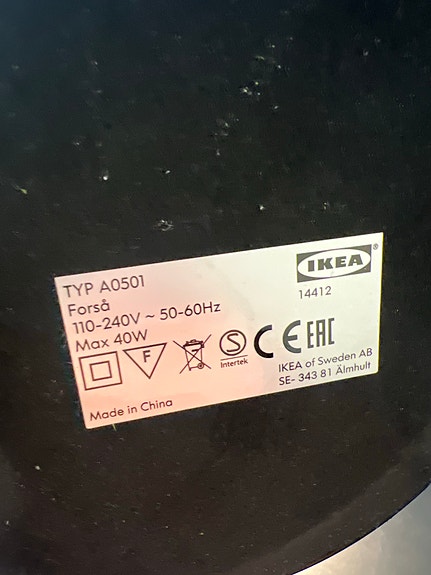 TYP A0501
Forså
110-240V ~ 50-60Hz
Max 40W
IKEA®
14412
F
S
Intertek
CE EAC
IKEA of Sweden AB
SE- 343 81 Älmhult
Made in China